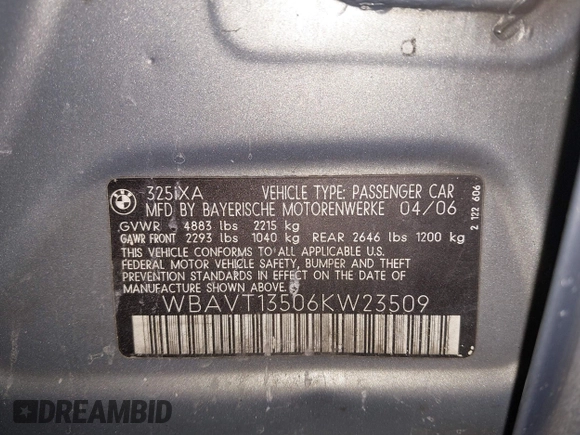 BMW
325IXA VEHICLE TYPE: PASSENGER CAR
MFD BY BAYERISCHE MOTORENWERKE 04/06
GVWR - 4883 lbs 2215 kg
GAWR FRONT 2293 lbs 1040 kg REAR 2646 lbs 1200 kg
THIS VEHICLE CONFORMS TO ALL APPLICABLE U.S.
FEDERAL MOTOR VEHICLE SAFETY, BUMPER AND THEFT
STANDARDS IN EFFECT ON THE DATE OF
MANUFACTURE SHOWN ABOVE.
WBAVT13506KW23509
2 122 606
DREAMBID